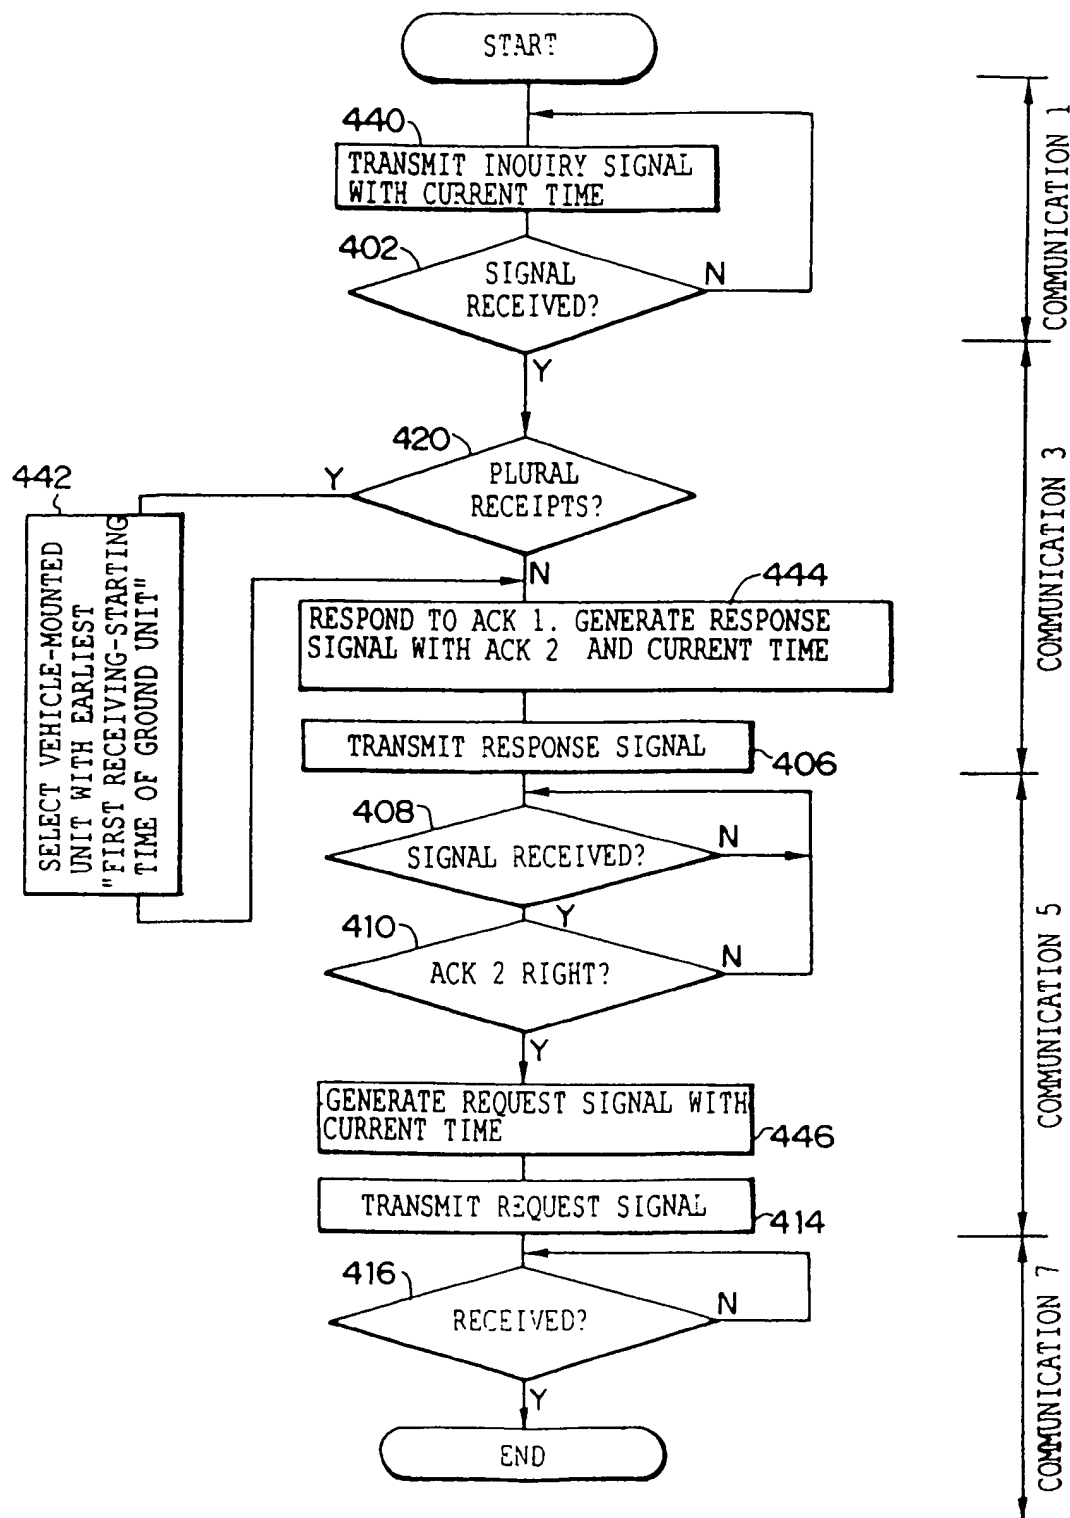 START
440
TRANSMIT INOUIRY SIGNAL
WITH CURRENT TIME
402
SIGNAL
RECEIVED?
N
Y
COMMUNICATION 1
420
PLURAL
RECEIPTS?
Y
N
442
SELECT VEHICLE-MOUNTED
UNIT WITH EARLIEST
"FIRST RECEIVING-STARTING
TIME OF GROUND UNIT"
444
RESPOND TO ACK 1. GENERATE RESPONSE
SIGNAL WITH ACK 2 AND CURRENT TIME
TRANSMIT RESPONSE SIGNAL
406
COMMUNICATION 3
408
SIGNAL RECEIVED?
N
Y
410
ACK 2 RIGHT?
N
Y
GENERATE REQUEST SIGNAL WITH
CURRENT TIME
446
TRANSMIT REQUEST SIGNAL
414
COMMUNICATION 5
416
RECEIVED?
N
Y
END
COMMUNICATION 7